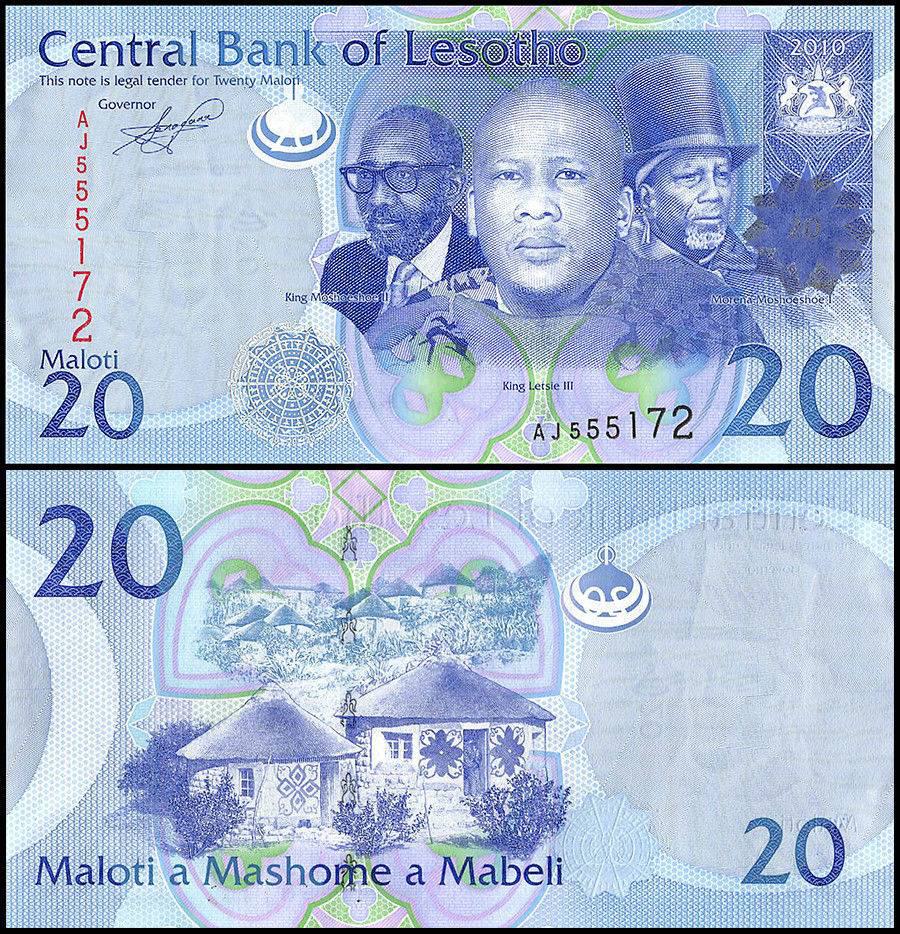 Central Bank of Lesotho
This note is legal tender for Twenty Maloti
Governor
2010
AJ555172
King Moshoeshoe II
Morena Moshoeshoe I
King Letsie III
Maloti
20
20
AJ555172
20
Maloti a Mashome a Mabeli
20